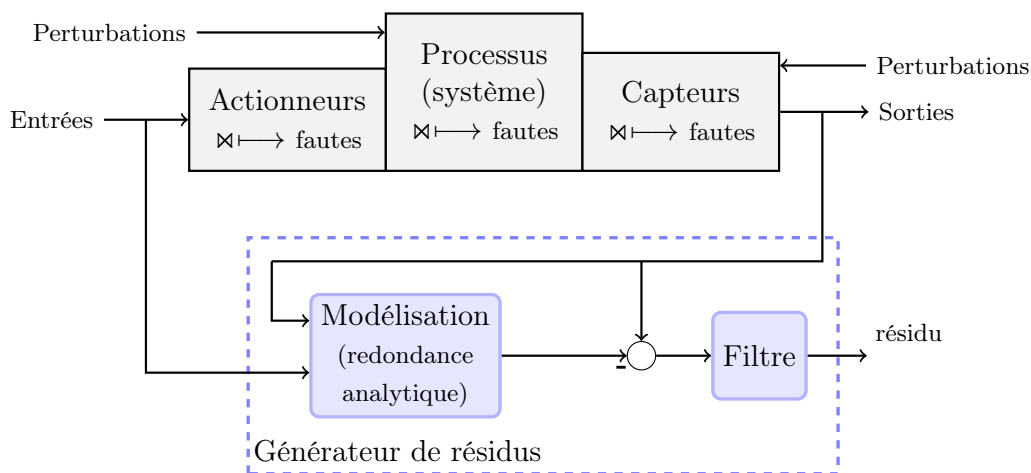 Perturbations
Processus
(système)
⋈⟼ fautes
Actionneurs
⋈⟼ fautes
Capteurs
⋈⟼ fautes
Perturbations
Entrées
Sorties
Modélisation
(redondance
analytique)
-
Filtre
résidu
Générateur de résidus